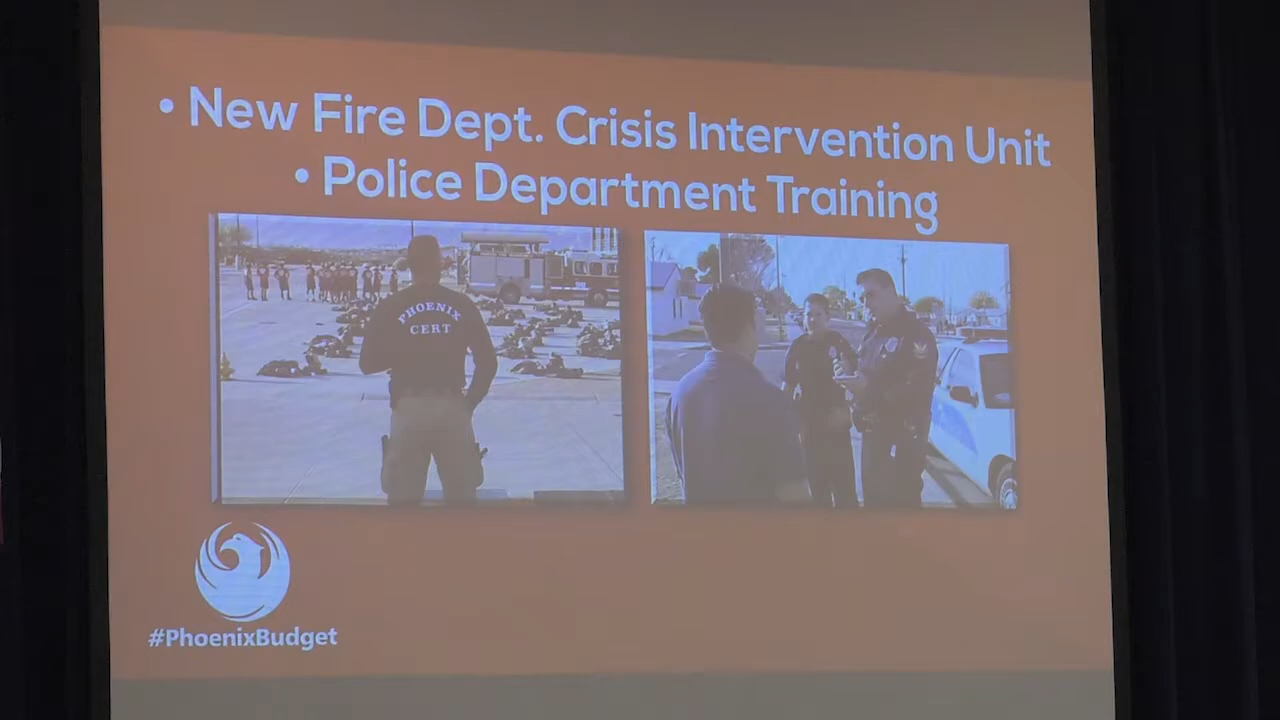 • New Fire Dept. Crisis Intervention Unit
• Police Department Training
PHOENIX
CERT
#PhoenixBudget